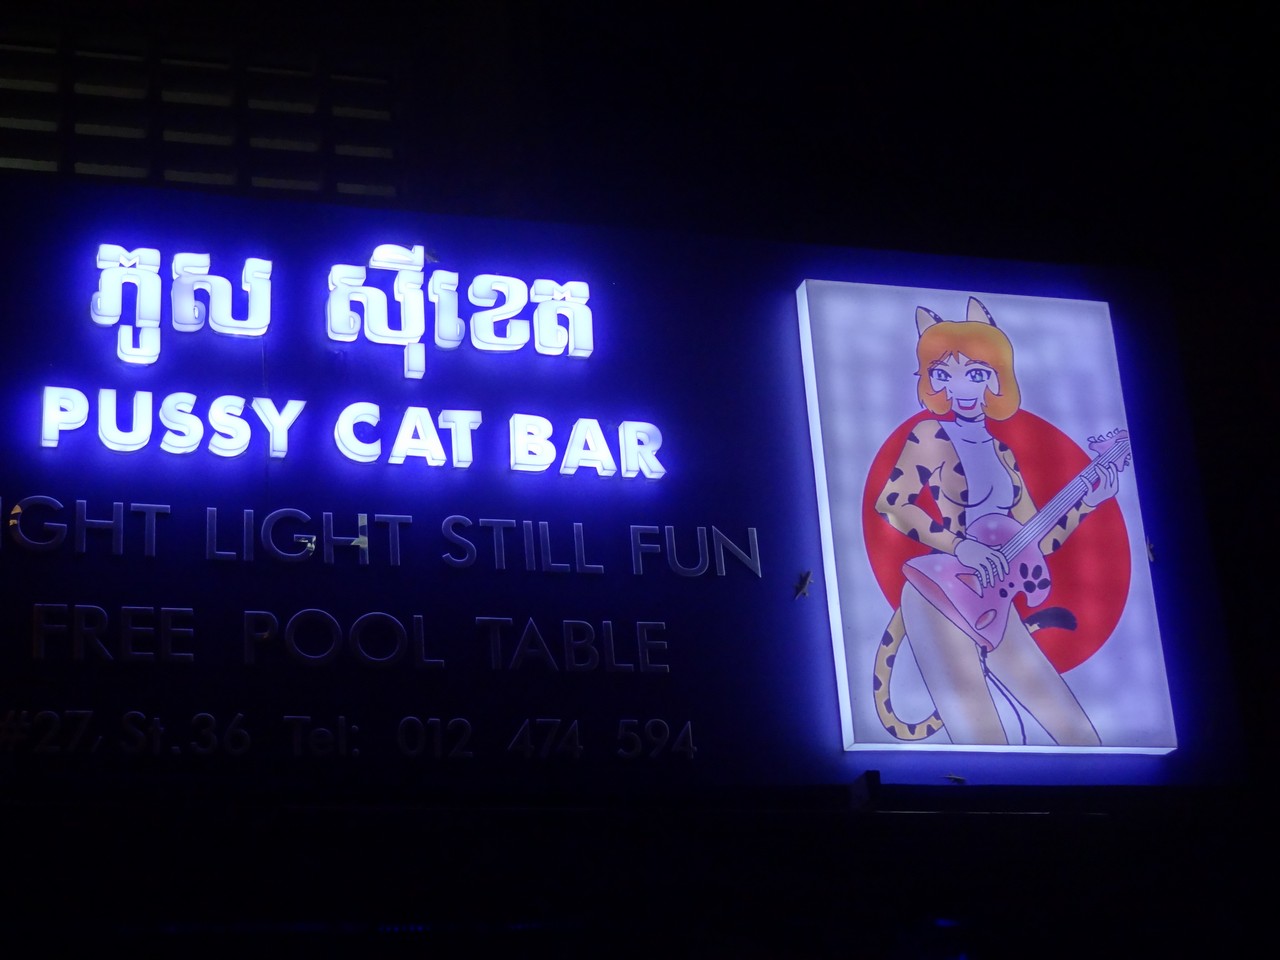 ភូស ស៊ីខេត
PUSSY CAT BAR
LIGHT STILL FUN
FREE POOL TABLE
#27, St.36 Tel: 012 474 594